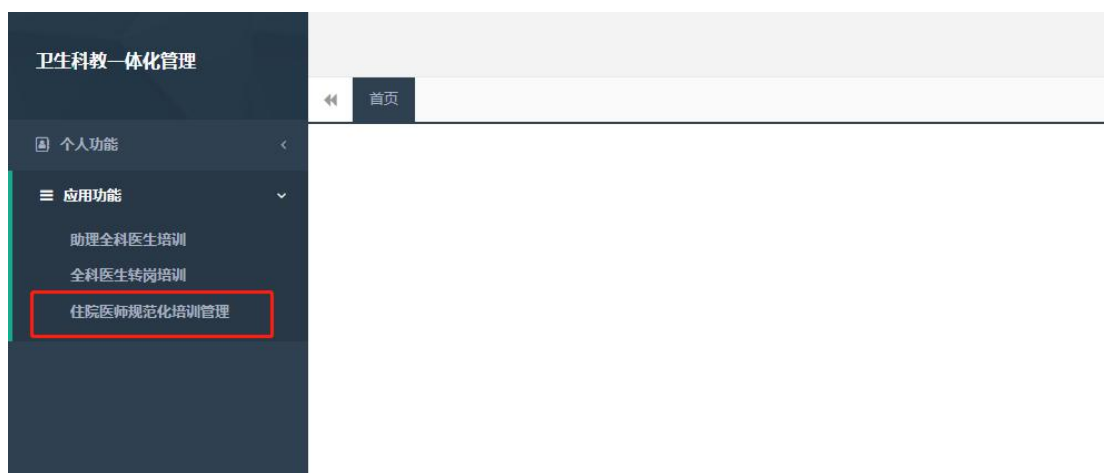 卫生科教一体化管理
首页
个人功能
应用功能
助理全科医生培训
全科医生转岗培训
住院医师规范化培训管理